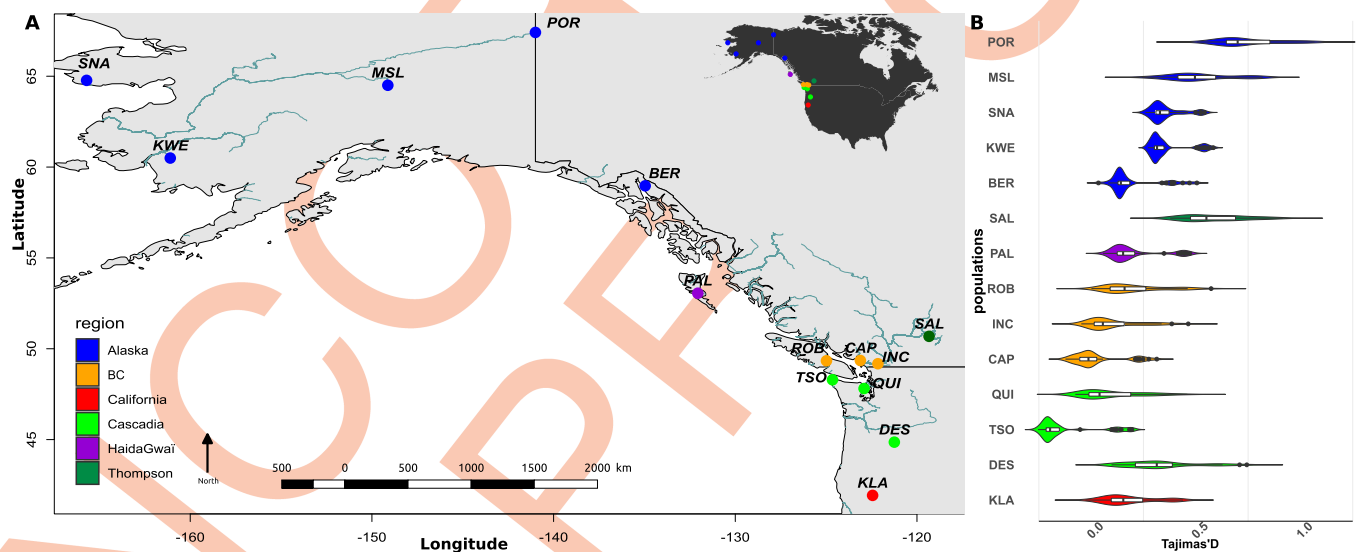 A
POR
SNA
MSL
KWE
BER
PAL
SAL
ROB
CAP
INC
TSO
QUI
DES
KLA
65
60
55
50
45
Latitude
region
Alaska
BC
California
Cascadia
HaidaGwaï
Thompson
North
500 0 500 1000 1500 2000 km
-160 -150 -140 -130 -120
Longitude
B
populations
POR
MSL
SNA
KWE
BER
SAL
PAL
ROB
INC
CAP
QUI
TSO
DES
KLA
0.0 0.5 1.0
Tajimas'D